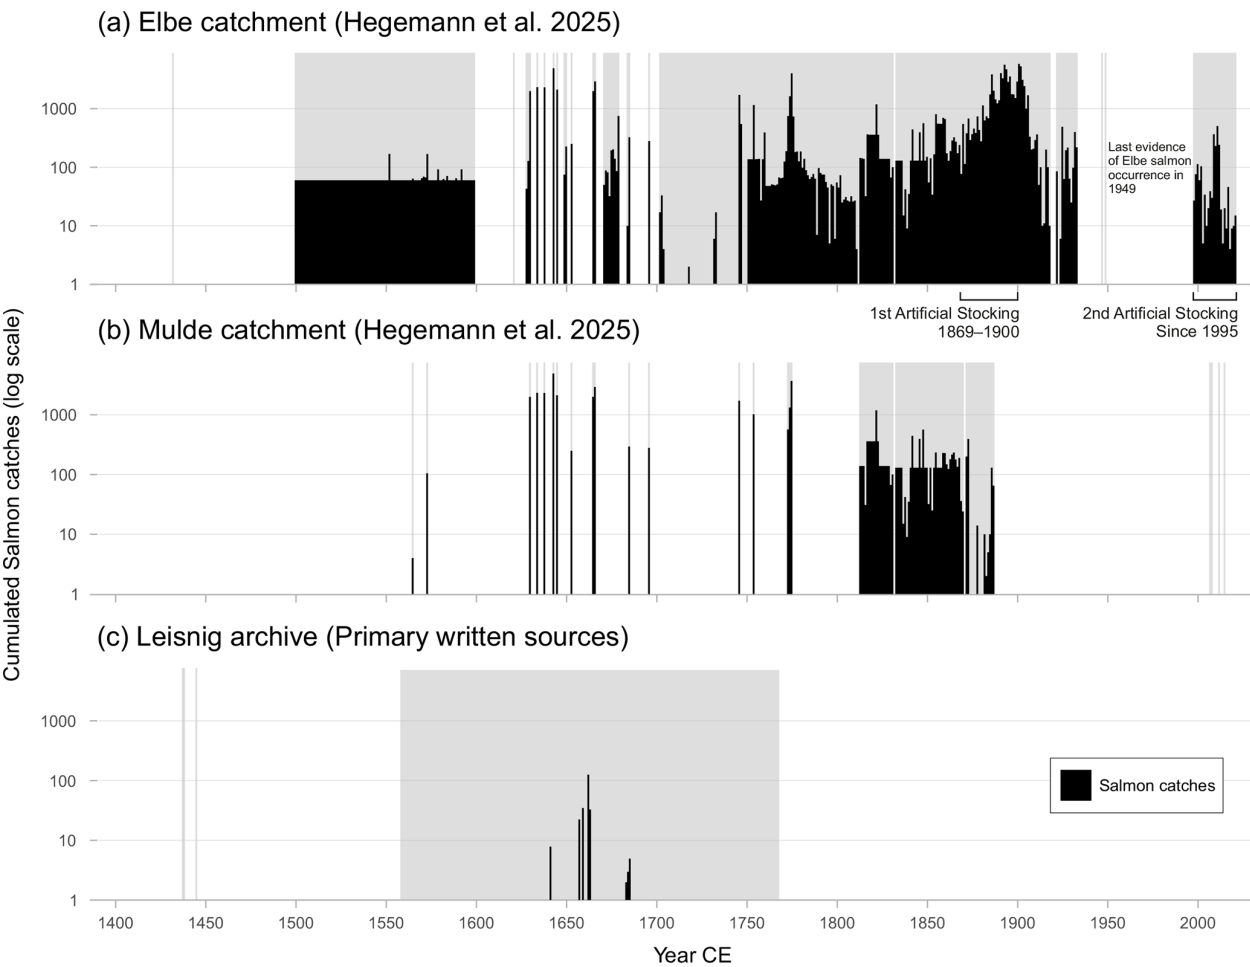 (a) Elbe catchment (Hegemann et al. 2025)
1000
100
10
1
Last evidence
of Elbe salmon
occurrence in
1949
1st Artificial Stocking
1869–1900
2nd Artificial Stocking
Since 1995
(b) Mulde catchment (Hegemann et al. 2025)
1000
100
10
1
Cumulated Salmon catches (log scale)
(c) Leisnig archive (Primary written sources)
1000
100
10
1
Salmon catches
1400 1450 1500 1550 1600 1650 1700 1750 1800 1850 1900 1950 2000
Year CE